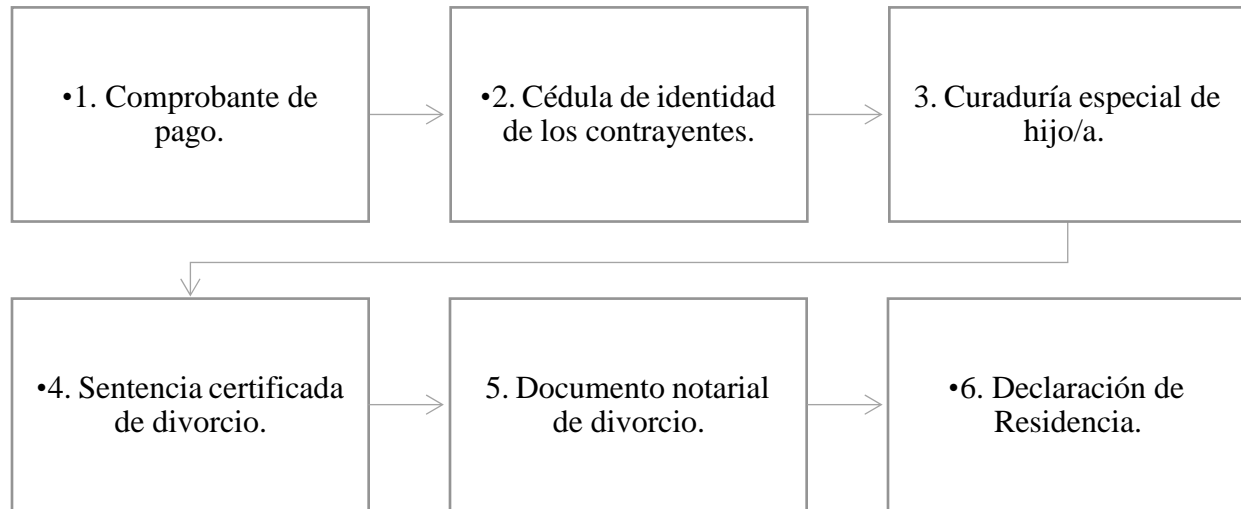 •1. Comprobante de
pago.
•2. Cédula de identidad
de los contrayentes.
3. Curaduría especial de
hijo/a.
•4. Sentencia certificada
de divorcio.
5. Documento notarial
de divorcio.
•6. Declaración de
Residencia.